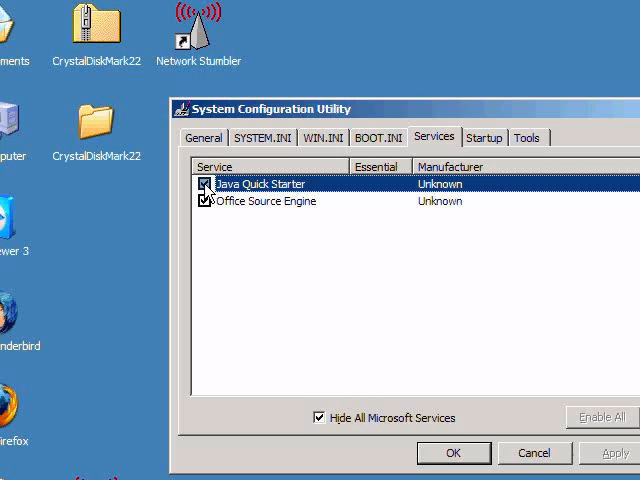 ments
CrystalDiskMark22
Network Stumbler
puter
CrystalDiskMark22
ewer 3
nderbird
irefox
System Configuration Utility
General SYSTEM.INI WIN.INI BOOT.INI Services Startup Tools
Service Essential Manufacturer
Java Quick Starter Unknown
Office Source Engine Unknown
Hide All Microsoft Services
Enable All
OK Cancel Apply